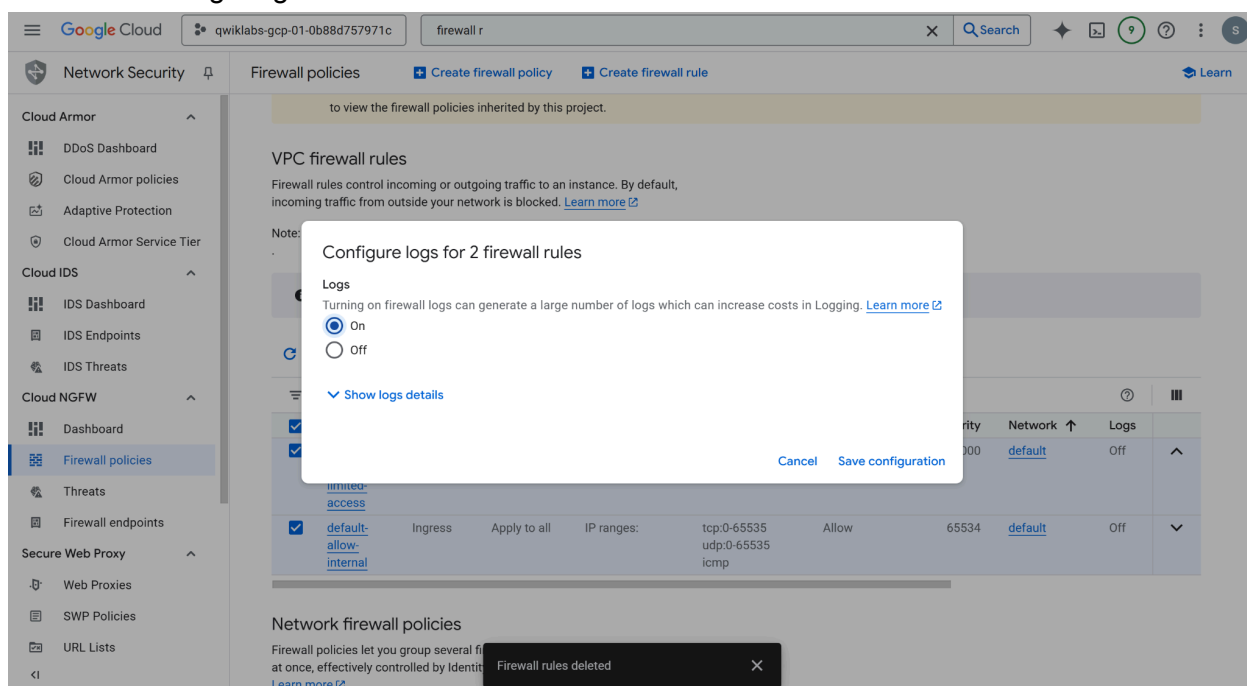 Google Cloud
qwiklabs-gcp-01-0b88d757971c
firewall r
Search
9
S
Network Security
Firewall policies
Create firewall policy
Create firewall rule
Learn
Cloud Armor
DDoS Dashboard
Cloud Armor policies
Adaptive Protection
Cloud Armor Service Tier
Cloud IDS
IDS Dashboard
IDS Endpoints
IDS Threats
Cloud NGFW
Dashboard
Firewall policies
Threats
Firewall endpoints
Secure Web Proxy
Web Proxies
SWP Policies
URL Lists
to view the firewall policies inherited by this project.
VPC firewall rules
Firewall rules control incoming or outgoing traffic to an instance. By default,
incoming traffic from outside your network is blocked. Learn more
Note:
.
Configure logs for 2 firewall rules
Logs
Turning on firewall logs can generate a large number of logs which can increase costs in Logging. Learn more
On
Off
Show logs details
Cancel Save configuration
Network Logs
default Off
limited-
access
default-
allow-
internal
Ingress Apply to all IP ranges:
tcp:0-65535
udp:0-65535
icmp
Allow 65534 default Off
Network firewall policies
Firewall policies let you group several
at once, effectively controlled by
Learn more
Firewall rules deleted